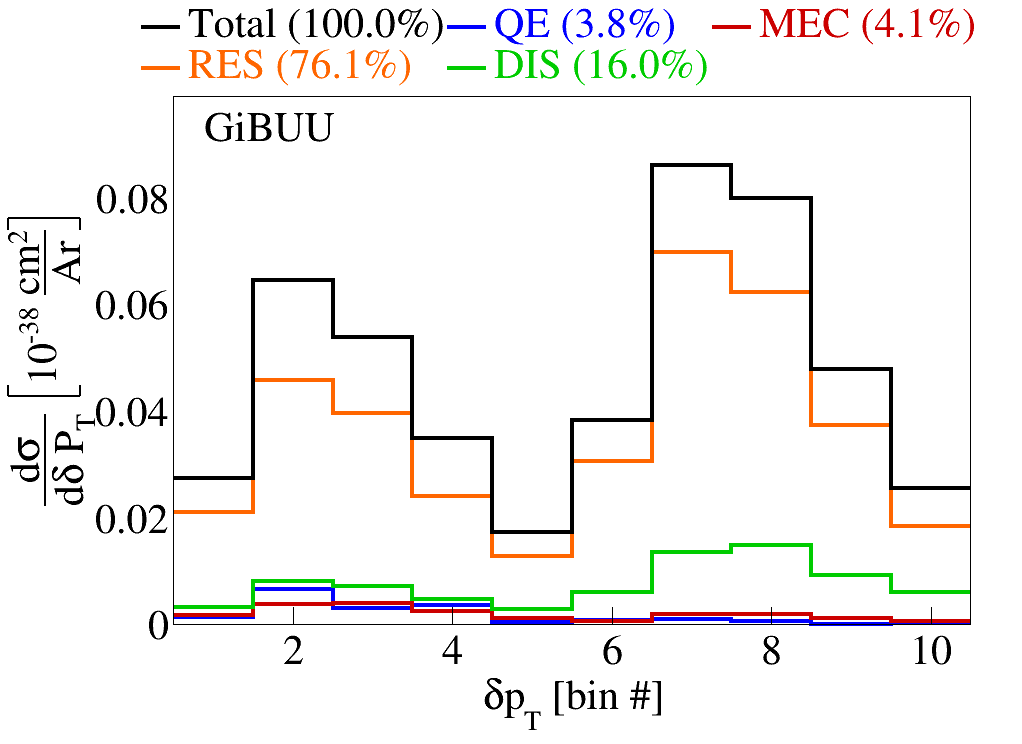 Total (100.0%) QE (3.8%) MEC (4.1%)
RES (76.1%) DIS (16.0%)
GiBUU
0.08
0.06
0.04
0.02
0
2 4 6 8 10
δp_T [bin #]
dσ/dδ P_T [10^-38 cm^2/Ar]